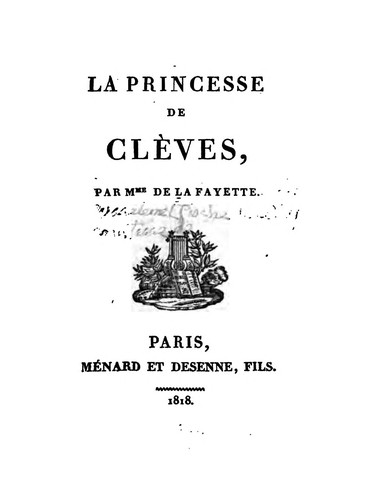 LA PRINCESSE
DE
CLÈVES,
PAR MME DE LA FAYETTE.
PARIS,
MÉNARD ET DESENNE, FILS.
1818.